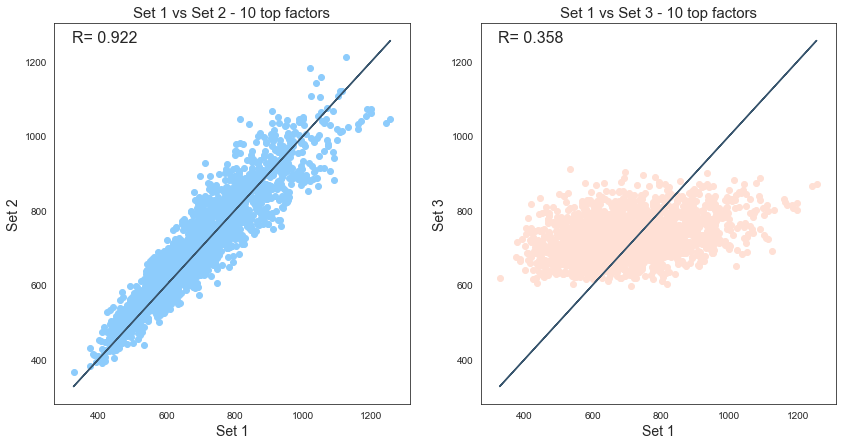 Set 1 vs Set 2 - 10 top factors
R= 0.922
1200
1000
800
600
400
Set 2
400 600 800 1000 1200
Set 1
Set 1 vs Set 3 - 10 top factors
R= 0.358
1200
1000
800
600
400
Set 3
400 600 800 1000 1200
Set 1